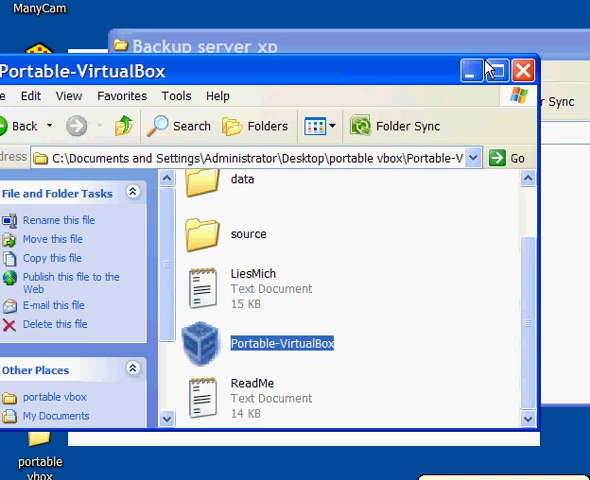 ManyCam
Backup server xp
Portable-VirtualBox
e Edit View Favorites Tools Help
r Sync
Back Search Folders Folder Sync
dress C:\Documents and Settings\Administrator\Desktop\portable vbox\Portable-V Go
File and Folder Tasks
Rename this file
Move this file
Copy this file
Publish this file to the
Web
E-mail this file
Delete this file
Other Places
portable vbox
My Documents
data
source
LiesMich
Text Document
15 KB
Portable-VirtualBox
ReadMe
Text Document
14 KB
portable
vbox